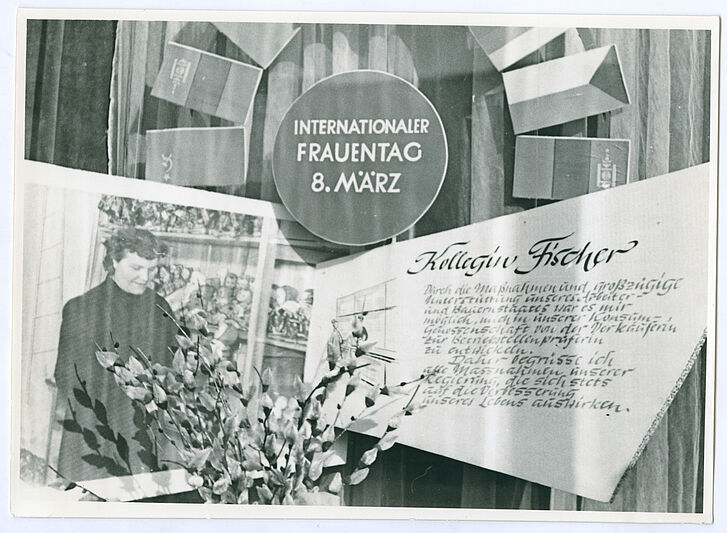 INTERNATIONALER
FRAUENTAG
8. MÄRZ
Kollegin Fischer
Durch die Maßnahmen und großzügige
Unterstützung unseres Arbeiter-
und Bauernstaates war es mir
möglich, mich in unserer Konsum-
Genossenschaft von der Verkäuferin
zur Betriebsstellenprüferin
zu entwickeln.
Daher begrüsse ich
alle Massnahmen unserer
Regierung, die sich stets
auf die Verbesserung
unseres Lebens auswirken.